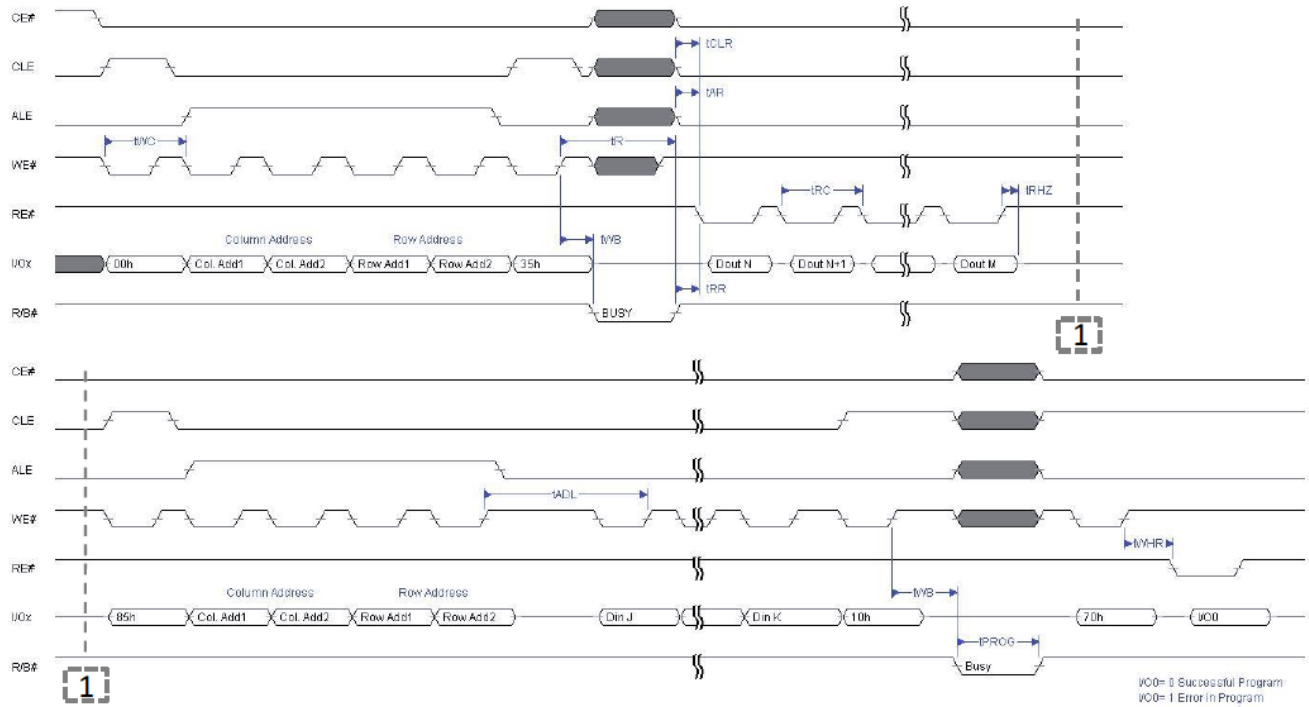 CE#
tCLR
CLE
tAR
ALE
tWC
tR
WE#
tRC
tRHZ
RE#
Column Address Row Address
tWB
I/Ox 00h Col. Add1 Col. Add2 Row Add1 Row Add2 35h Dout N Dout N+1 Dout M
tRR
R/B# BUSY
1
CE#
CLE
ALE
tADL
WE#
tWHR
RE#
Column Address Row Address
tWB
I/Ox 85h Col. Add1 Col. Add2 Row Add1 Row Add2 Din J Din K 10h 70h I/O0
tPROG
R/B# Busy
1
I/O0= 0 Successful Program
I/O0= 1 Error in Program